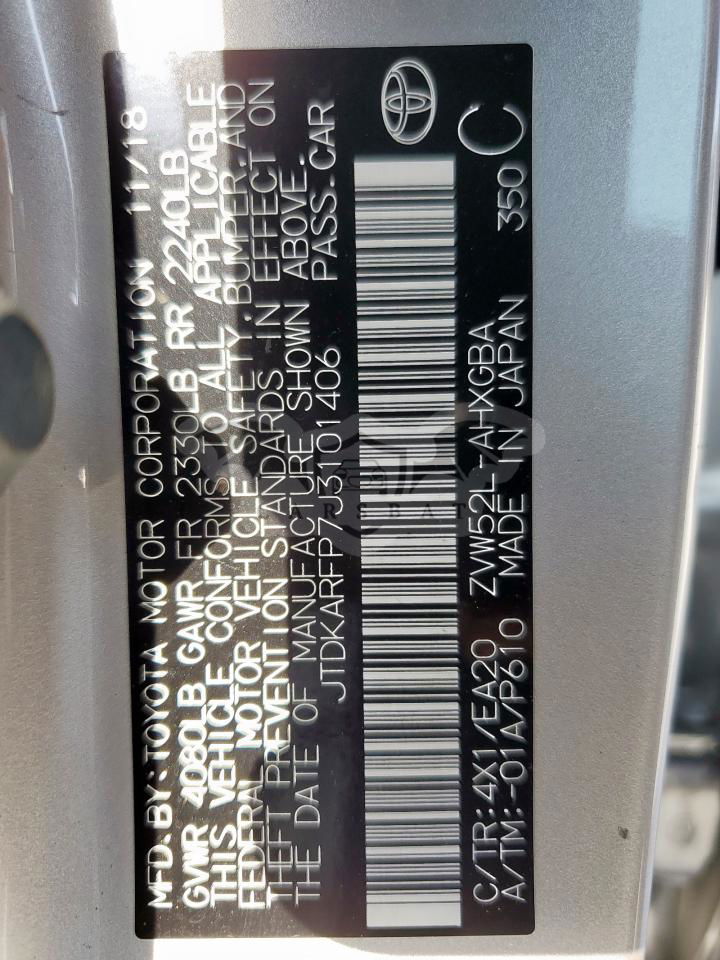 MFD.BY:TOYOTA MOTOR CORPORATION 11/18
GVWR 4080LB GAWR FR 2330LB RR 2240LB
THIS VEHICLE CONFORMS TO ALL APPLICABLE
FEDERAL MOTOR VEHICLE SAFETY, BUMPER, AND
THEFT PREVENTION STANDARDS IN EFFECT ON
THE DATE OF MANUFACTURE SHOWN ABOVE.
JTDKARFP7J3101406 PASS.CAR
C/TR:4X1/EA20 ZVW52L-AHXGBA
A/TM:-01A/P610 MADE IN JAPAN 350 C